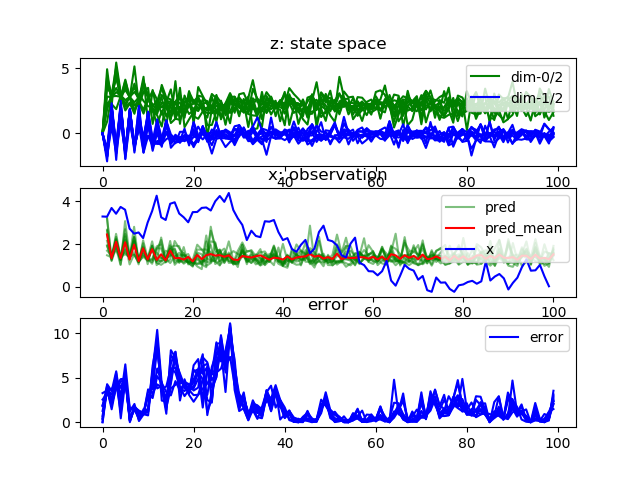 z: state space
5
0
dim-0/2
dim-1/2
0 20 40 60 80 100
x: observation
4
2
0
pred
pred_mean
x
0 20 40 60 80 100
error
10
5
0
error
0 20 40 60 80 100